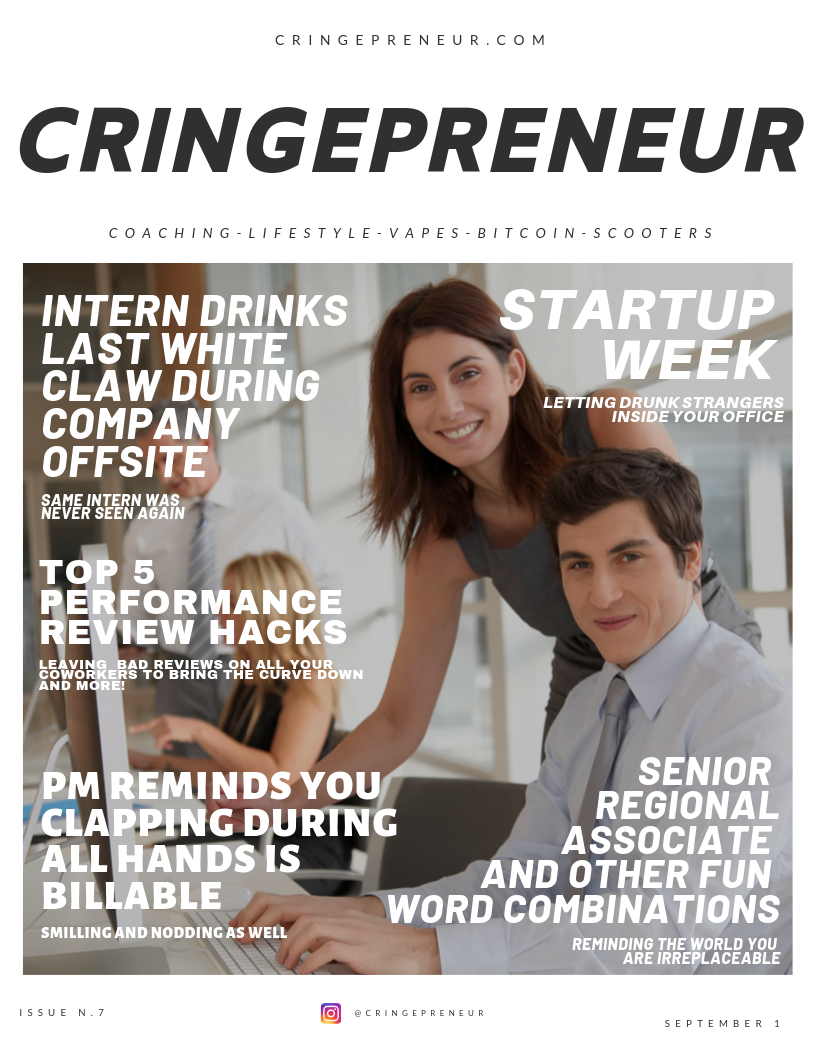 CRINGEPRENEUR.COM
CRINGEPRENEUR
COACHING-LIFESTYLE-VAPES-BITCOIN-SCOOTERS
INTERN DRINKS
LAST WHITE
CLAW DURING
COMPANY
OFFSITE
SAME INTERN WAS
NEVER SEEN AGAIN
STARTUP
WEEK
LETTING DRUNK STRANGERS
INSIDE YOUR OFFICE
TOP 5
PERFORMANCE
REVIEW HACKS
LEAVING BAD REVIEWS ON ALL YOUR
COWORKERS TO BRING THE CURVE DOWN
AND MORE!
PM REMINDS YOU
CLAPPING DURING
ALL HANDS IS
BILLABLE
SMILLING AND NODDING AS WELL
SENIOR
REGIONAL
ASSOCIATE
AND OTHER FUN
WORD COMBINATIONS
REMINDING THE WORLD YOU
ARE IRREPLACEABLE
ISSUE N.7
@CRINGEPRENEUR
SEPTEMBER 1